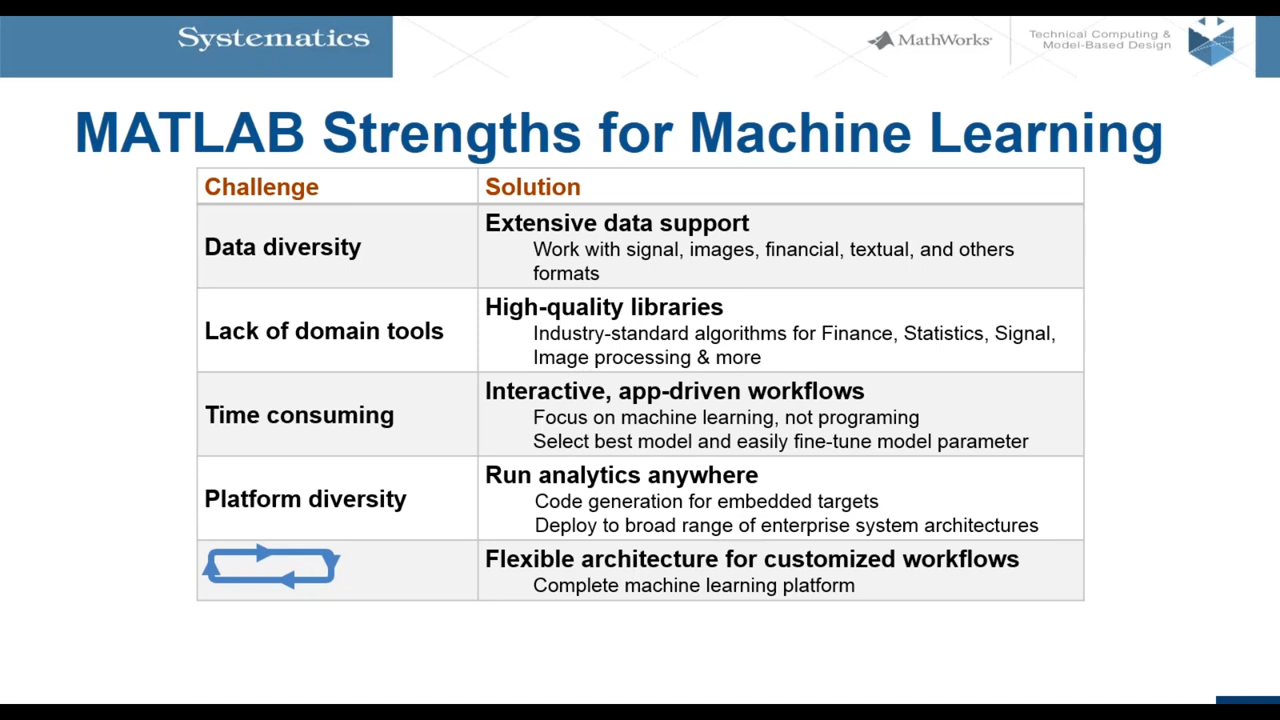 Systematics
MathWorks
Technical Computing &
Model-Based Design
MATLAB Strengths for Machine Learning
Challenge
Solution
Data diversity
Extensive data support
Work with signal, images, financial, textual, and others
formats
Lack of domain tools
High-quality libraries
Industry-standard algorithms for Finance, Statistics, Signal,
Image processing & more
Time consuming
Interactive, app-driven workflows
Focus on machine learning, not programing
Select best model and easily fine-tune model parameter
Platform diversity
Run analytics anywhere
Code generation for embedded targets
Deploy to broad range of enterprise system architectures
Flexible architecture for customized workflows
Complete machine learning platform